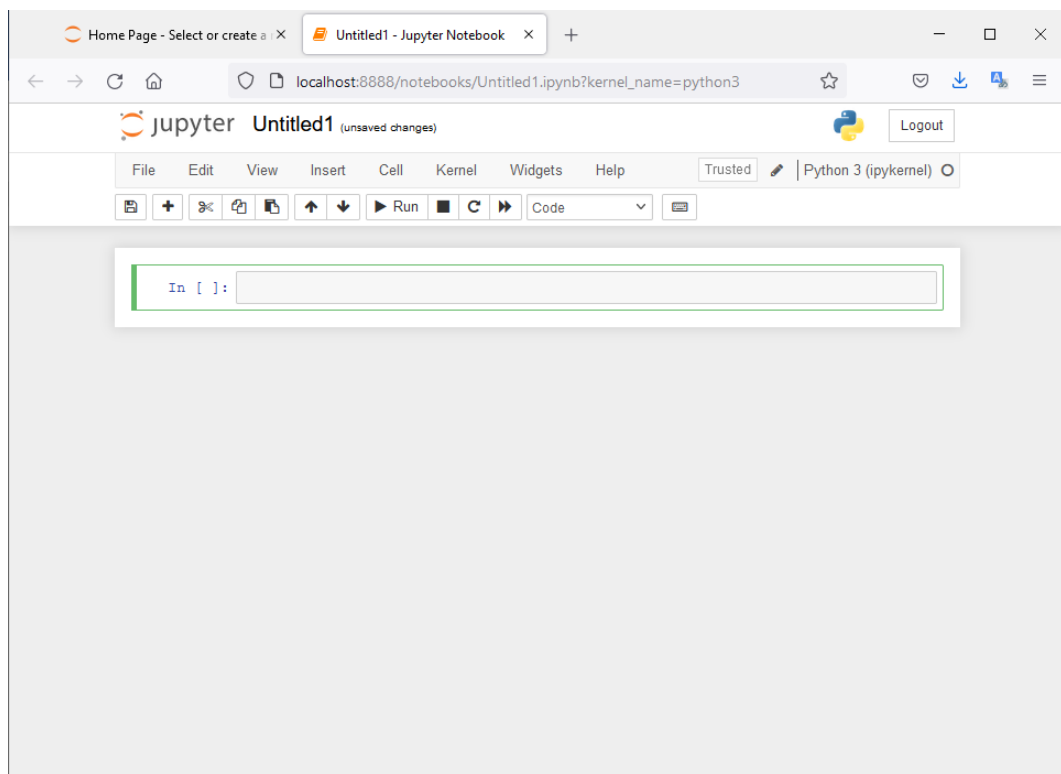 Home Page - Select or create a
Untitled1 - Jupyter Notebook
localhost:8888/notebooks/Untitled1.ipynb?kernel_name=python3
jupyter Untitled1 (unsaved changes)
Logout
File Edit View Insert Cell Kernel Widgets Help Trusted Python 3 (ipykernel)
Run Code
In [ ]: